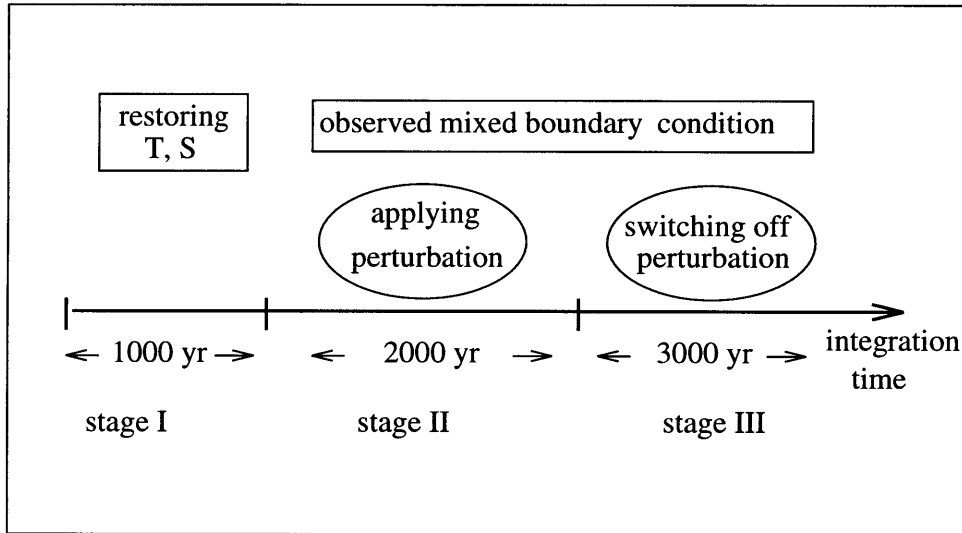 restoring
T, S
observed mixed boundary condition
applying
perturbation
switching off
perturbation
1000 yr
2000 yr
3000 yr
integration
time
stage I
stage II
stage III